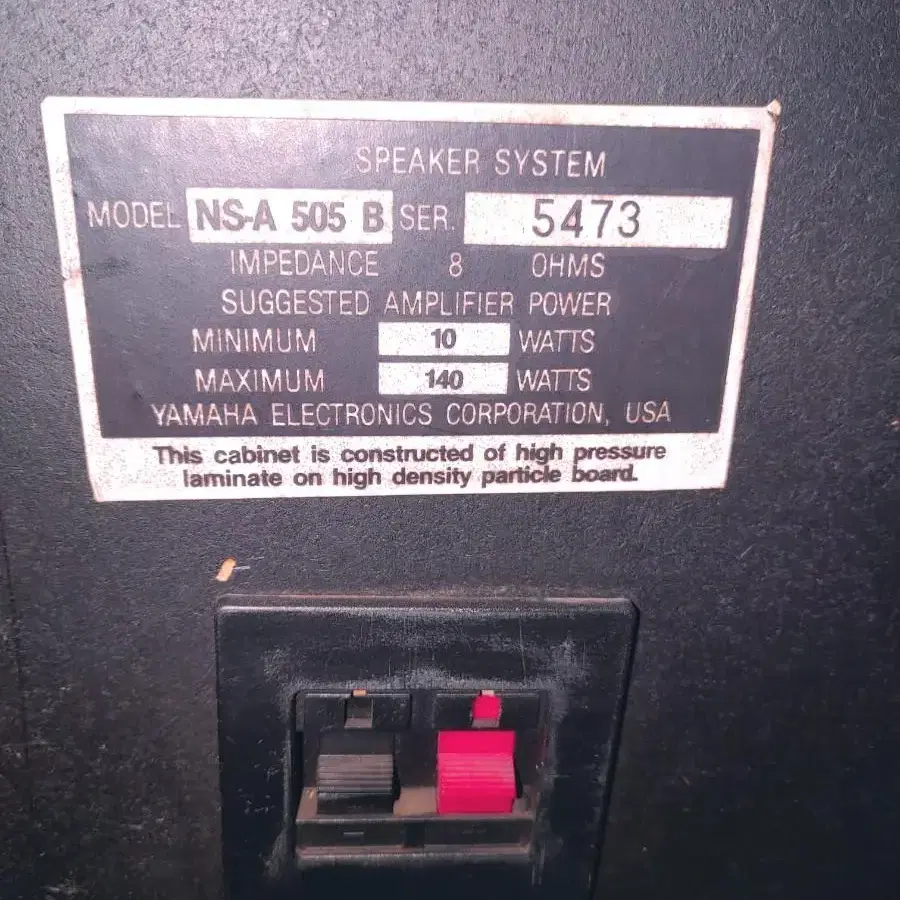 SPEAKER SYSTEM
MODEL NS-A 505 B SER. 5473
IMPEDANCE 8 OHMS
SUGGESTED AMPLIFIER POWER
MINIMUM 10 WATTS
MAXIMUM 140 WATTS
YAMAHA ELECTRONICS CORPORATION, USA
This cabinet is constructed of high pressure
laminate on high density particle board.